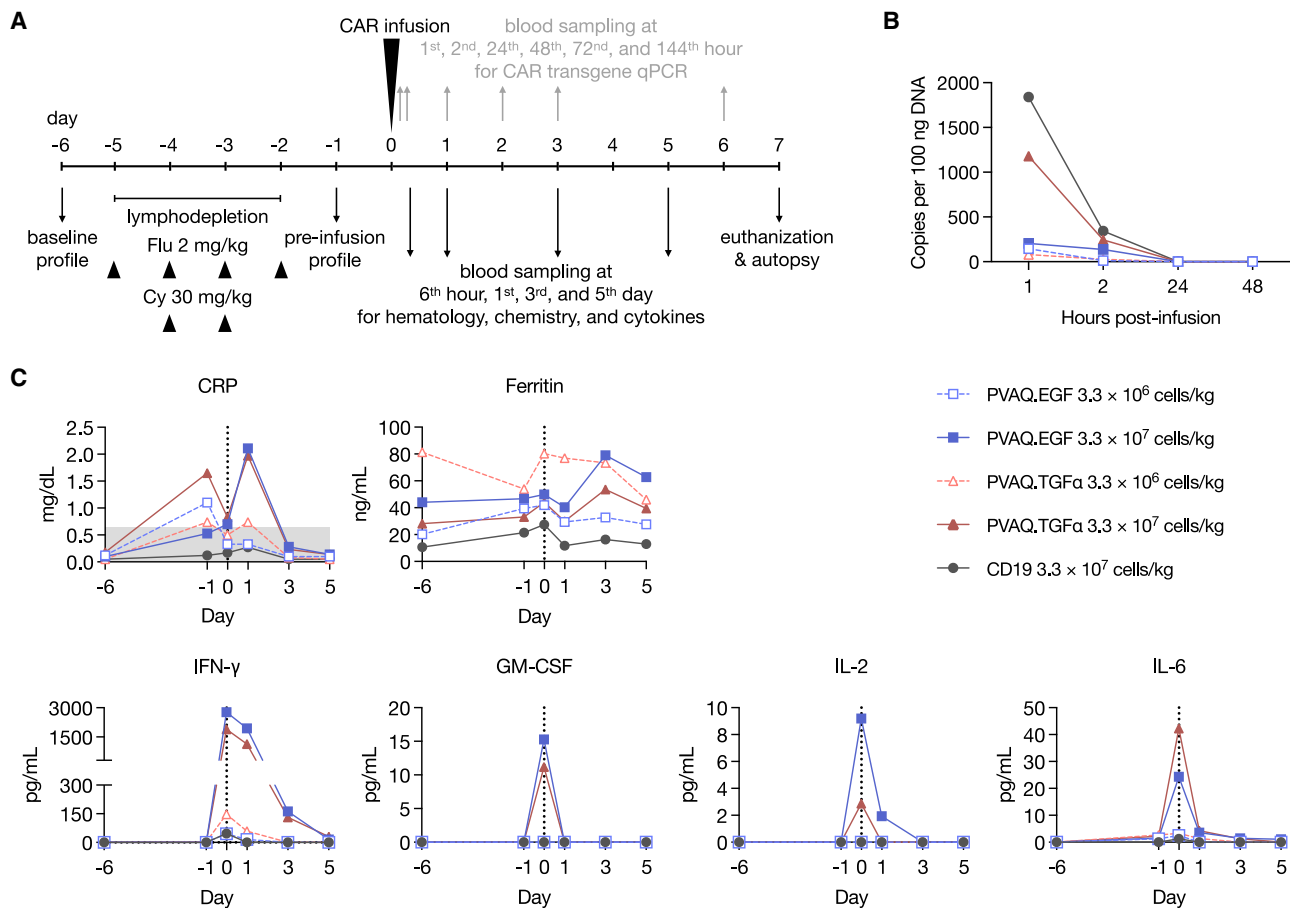 A
CAR infusion
blood sampling at
1st, 2nd, 24th, 48th, 72nd, and 144th hour
for CAR transgene qPCR
day
-6 -5 -4 -3 -2 -1 0 1 2 3 4 5 6 7
baseline
profile
lymphodepletion
Flu 2 mg/kg
Cy 30 mg/kg
pre-infusion
profile
blood sampling at
6th hour, 1st, 3rd, and 5th day
for hematology, chemistry, and cytokines
euthanization
& autopsy
B
Copies per 100 ng DNA
2000
1500
1000
500
0
1 2 24 48
Hours post-infusion
C
CRP
mg/dL
2.5
2.0
1.5
1.0
0.5
0.0
-6 -1 0 1 3 5
Day
Ferritin
ng/mL
100
80
60
40
20
0
-6 -1 0 1 3 5
Day
PVAQ.EGF 3.3 × 10⁶ cells/kg
PVAQ.EGF 3.3 × 10⁷ cells/kg
PVAQ.TGFα 3.3 × 10⁶ cells/kg
PVAQ.TGFα 3.3 × 10⁷ cells/kg
CD19 3.3 × 10⁷ cells/kg
IFN-γ
pg/mL
3000
1500
300
150
0
-6 -1 0 1 3 5
Day
GM-CSF
pg/mL
20
15
10
5
0
-6 -1 0 1 3 5
Day
IL-2
pg/mL
10
8
6
4
2
0
-6 -1 0 1 3 5
Day
IL-6
pg/mL
50
40
30
20
10
0
-6 -1 0 1 3 5
Day